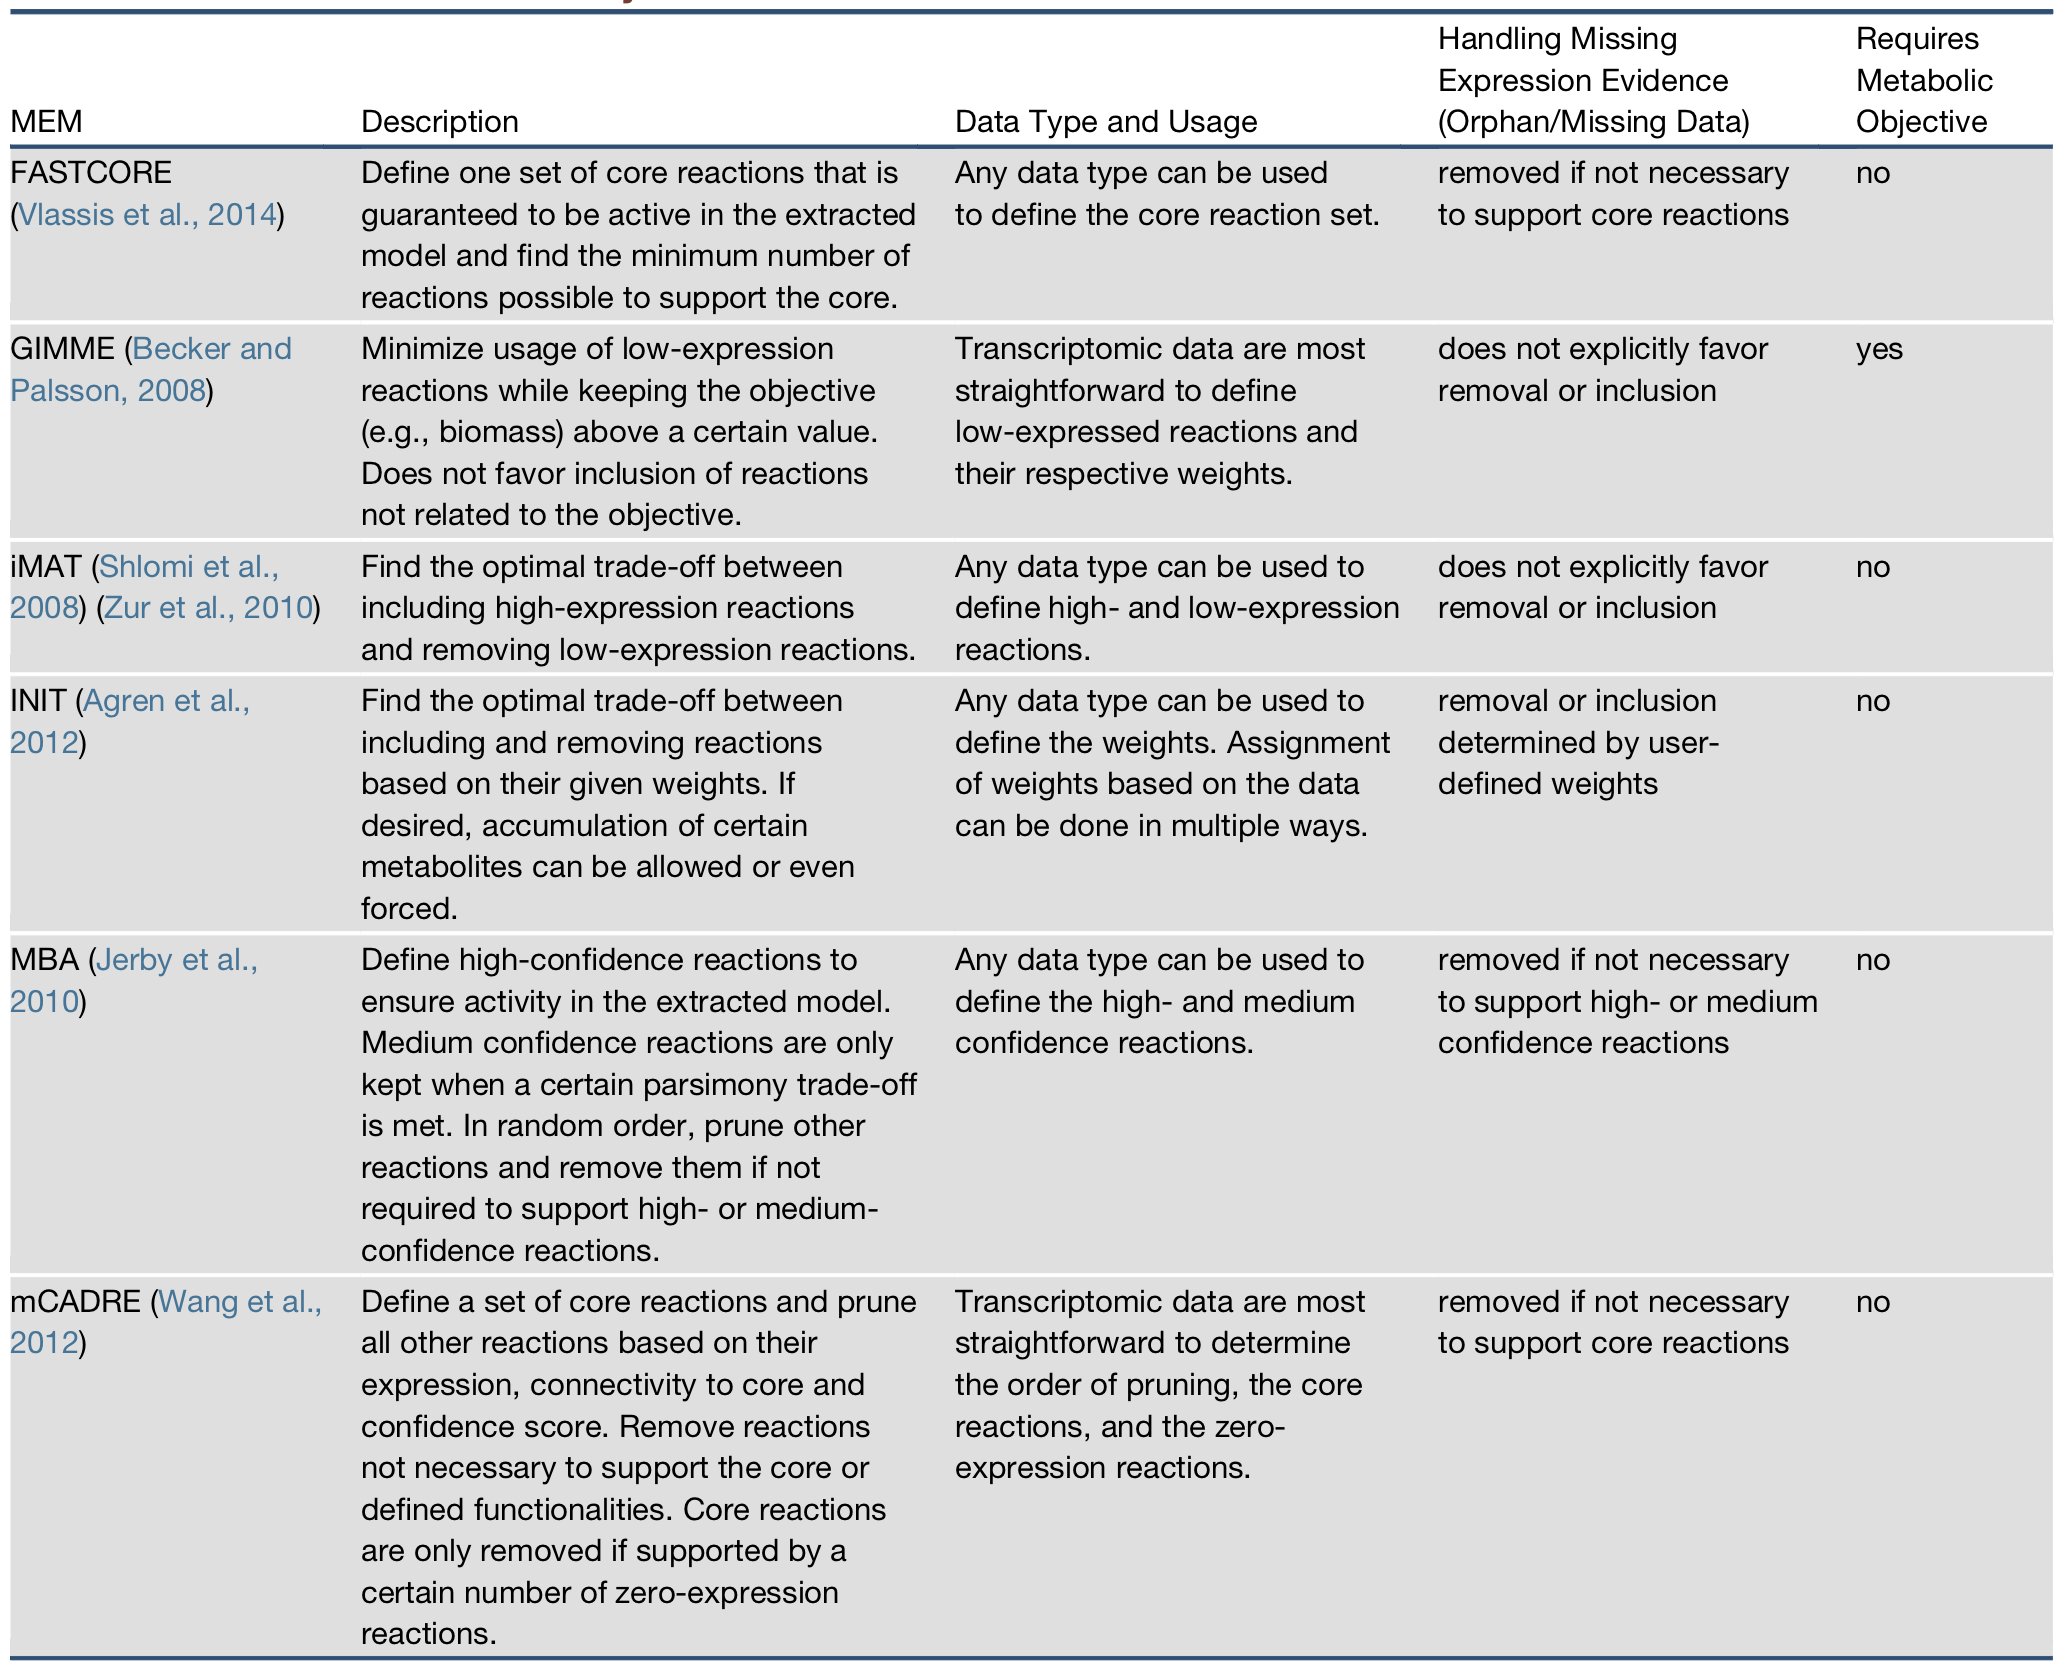 MEM Description Data Type and Usage Handling Missing Expression Evidence (Orphan/Missing Data) Requires Metabolic Objective
FASTCORE
(Vlassis et al., 2014)
Define one set of core reactions that is
guaranteed to be active in the extracted
model and find the minimum number of
reactions possible to support the core.
Any data type can be used
to define the core reaction set.
removed if not necessary
to support core reactions
no
GIMME (Becker and
Palsson, 2008)
Minimize usage of low-expression
reactions while keeping the objective
(e.g., biomass) above a certain value.
Does not favor inclusion of reactions
not related to the objective.
Transcriptomic data are most
straightforward to define
low-expressed reactions and
their respective weights.
does not explicitly favor
removal or inclusion
yes
iMAT (Shlomi et al.,
2008) (Zur et al., 2010)
Find the optimal trade-off between
including high-expression reactions
and removing low-expression reactions.
Any data type can be used to
define high- and low-expression
reactions.
does not explicitly favor
removal or inclusion
no
INIT (Agren et al.,
2012)
Find the optimal trade-off between
including and removing reactions
based on their given weights. If
desired, accumulation of certain
metabolites can be allowed or even
forced.
Any data type can be used to
define the weights. Assignment
of weights based on the data
can be done in multiple ways.
removal or inclusion
determined by user-
defined weights
no
MBA (Jerby et al.,
2010)
Define high-confidence reactions to
ensure activity in the extracted model.
Medium confidence reactions are only
kept when a certain parsimony trade-off
is met. In random order, prune other
reactions and remove them if not
required to support high- or medium-
confidence reactions.
Any data type can be used to
define the high- and medium
confidence reactions.
removed if not necessary
to support high- or medium
confidence reactions
no
mCADRE (Wang et al.,
2012)
Define a set of core reactions and prune
all other reactions based on their
expression, connectivity to core and
confidence score. Remove reactions
not necessary to support the core or
defined functionalities. Core reactions
are only removed if supported by a
certain number of zero-expression
reactions.
Transcriptomic data are most
straightforward to determine
the order of pruning, the core
reactions, and the zero-
expression reactions.
removed if not necessary
to support core reactions
no